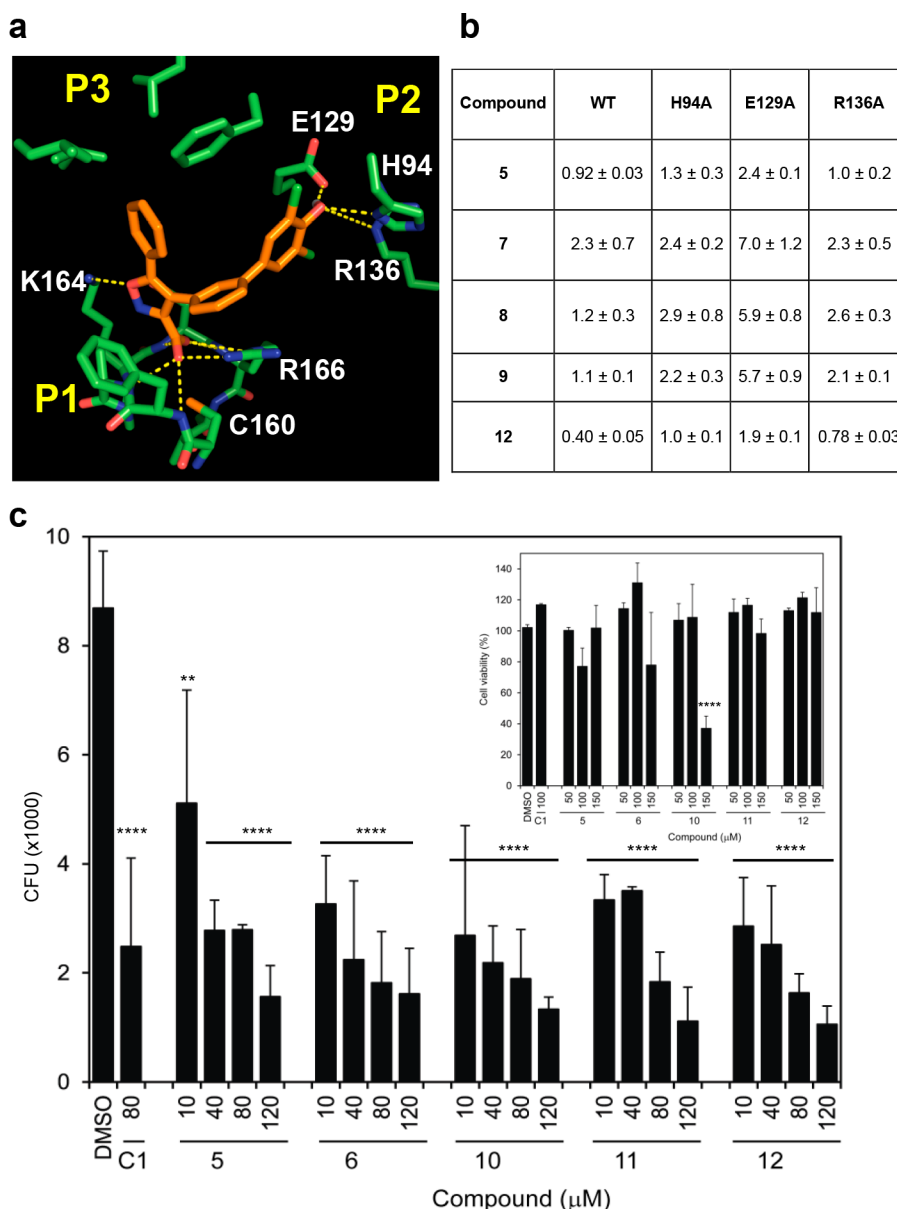 a
P3
P2
E129
H94
R136
K164
R166
P1
C160
b
Compound WT H94A E129A R136A
5 0.92 ± 0.03 1.3 ± 0.3 2.4 ± 0.1 1.0 ± 0.2
7 2.3 ± 0.7 2.4 ± 0.2 7.0 ± 1.2 2.3 ± 0.5
8 1.2 ± 0.3 2.9 ± 0.8 5.9 ± 0.8 2.6 ± 0.3
9 1.1 ± 0.1 2.2 ± 0.3 5.7 ± 0.9 2.1 ± 0.1
12 0.40 ± 0.05 1.0 ± 0.1 1.9 ± 0.1 0.78 ± 0.03
c
10
8
6
4
2
0
CFU (x1000)
**
**** **** **** **** **** ****
DMSO 80 10 40 80 120 10 40 80 120 10 40 80 120 10 40 80 120 10 40 80 120
C1 5 6 10 11 12
Compound (μM)
140
120
100
80
60
40
20
0
Cell viability (%)
****
DMSO 100 50 100 150 50 100 150 50 100 150 50 100 150 50 100 150
C1 5 6 10 11 12
Compound (μM)